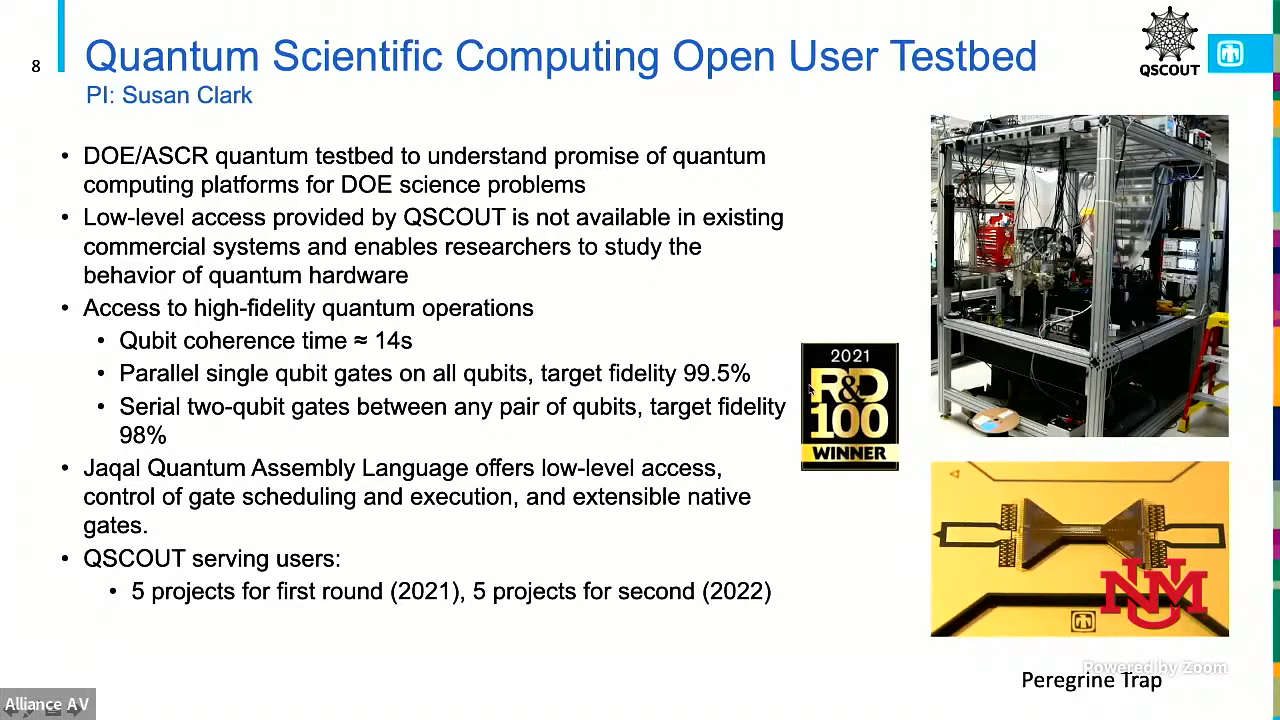 8
Quantum Scientific Computing Open User Testbed
PI: Susan Clark
QSCOUT
• DOE/ASCR quantum testbed to understand promise of quantum
computing platforms for DOE science problems
• Low-level access provided by QSCOUT is not available in existing
commercial systems and enables researchers to study the
behavior of quantum hardware
• Access to high-fidelity quantum operations
• Qubit coherence time ≈ 14s
• Parallel single qubit gates on all qubits, target fidelity 99.5%
• Serial two-qubit gates between any pair of qubits, target fidelity
98%
• Jaqal Quantum Assembly Language offers low-level access,
control of gate scheduling and execution, and extensible native
gates.
• QSCOUT serving users:
• 5 projects for first round (2021), 5 projects for second (2022)
2021
R&D
100
WINNER
UNM
Powered by Zoom
Peregrine Trap
Alliance AV